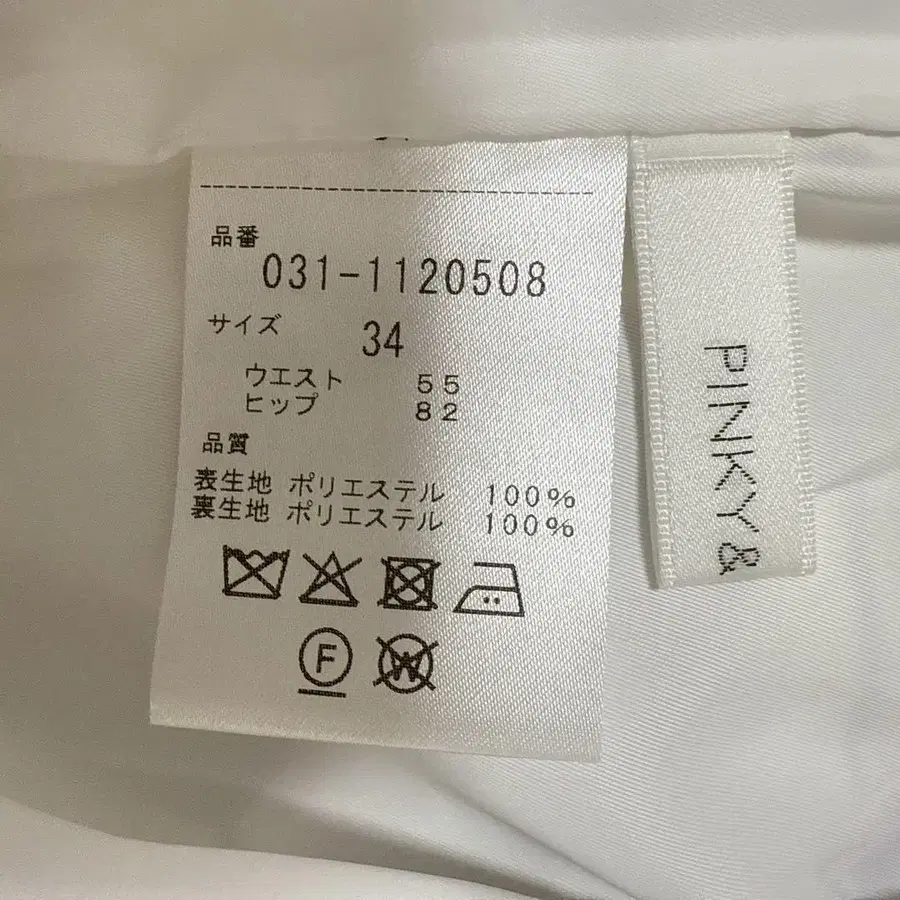 品番
031-1120508
サイズ 34
ウエスト 55
ヒップ 82
品質
表生地 ポリエステル 100%
裏生地 ポリエステル 100%
F
W
PINKY &